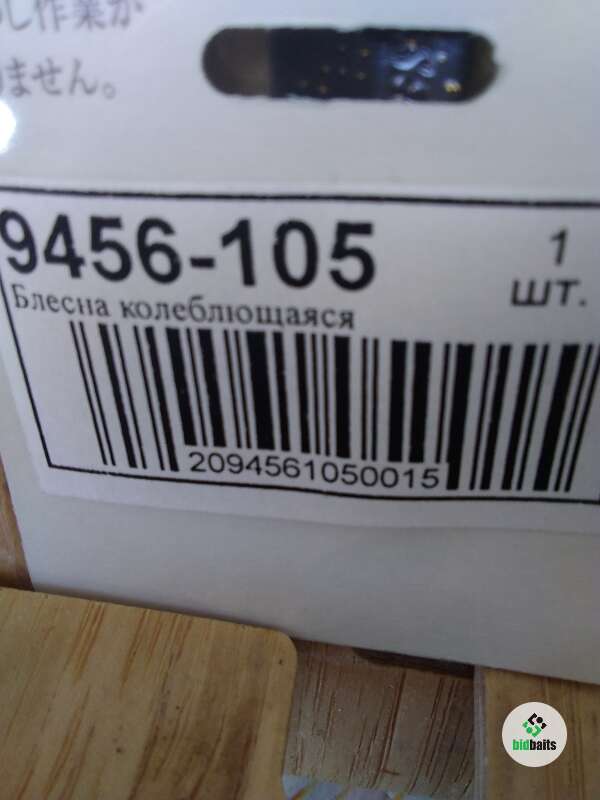 し作業が
ません。
9456-105
1
шт.
Блесна колеблющаяся
2094561050015
bidbaits